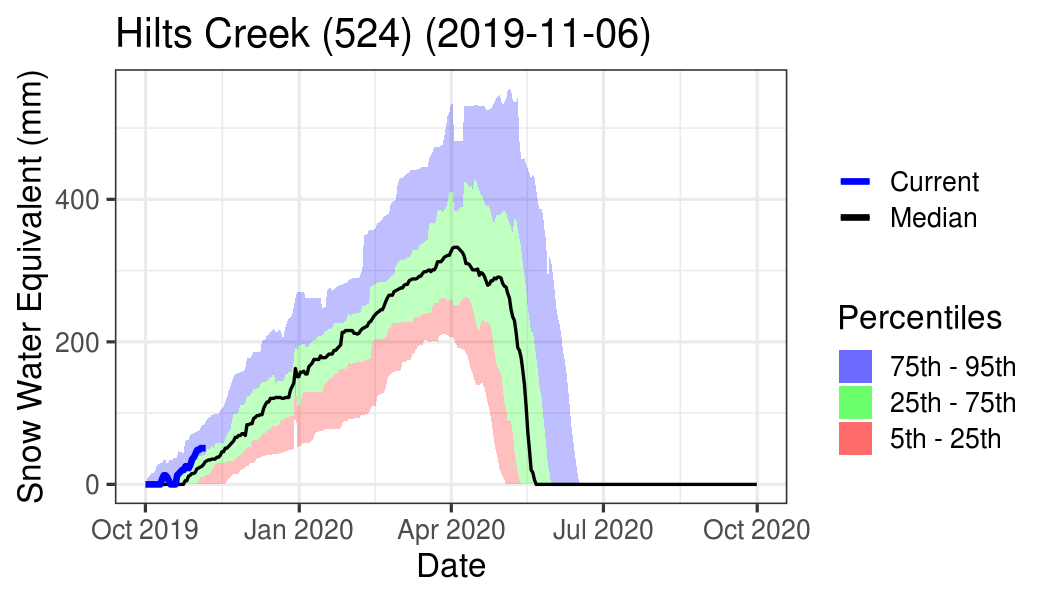 Hilts Creek (524) (2019-11-06)
Snow Water Equivalent (mm)
400
200
0
Oct 2019 Jan 2020 Apr 2020 Jul 2020 Oct 2020
Date
Current
Median
Percentiles
75th - 95th
25th - 75th
5th - 25th